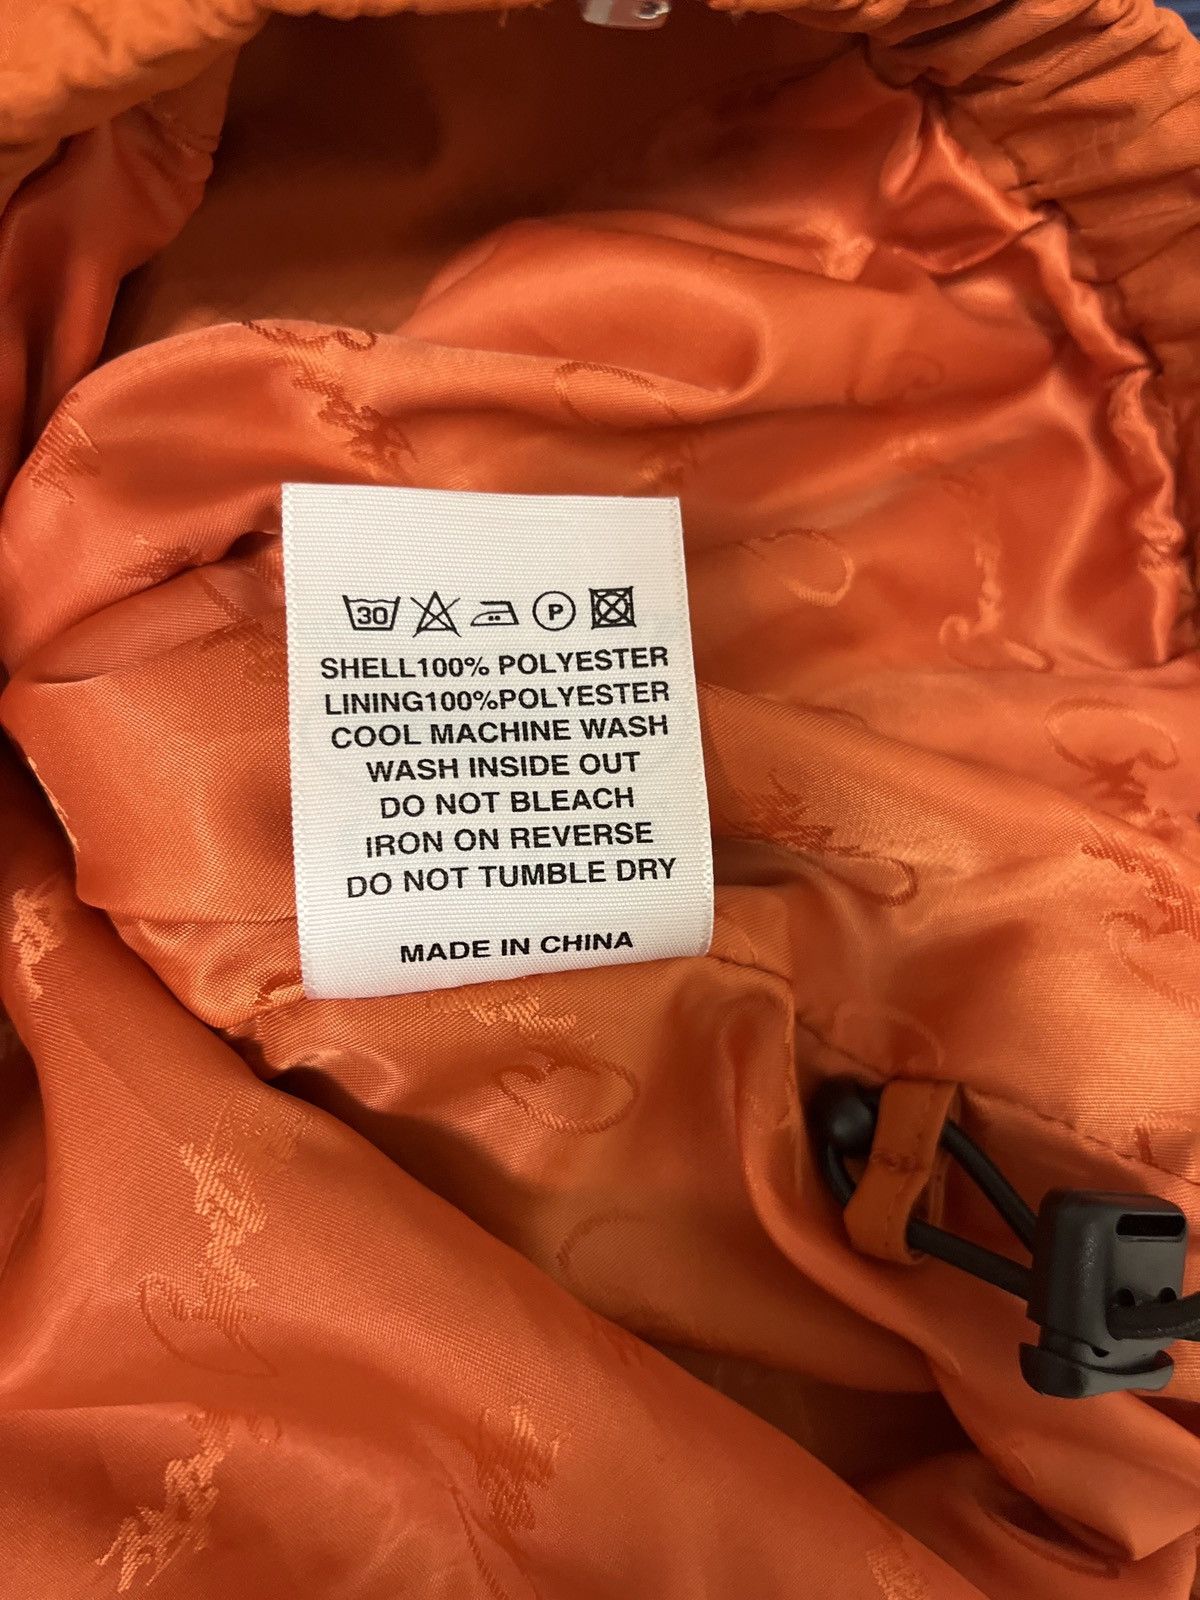 30 P
SHELL100% POLYESTER
LINING100%POLYESTER
COOL MACHINE WASH
WASH INSIDE OUT
DO NOT BLEACH
IRON ON REVERSE
DO NOT TUMBLE DRY
MADE IN CHINA